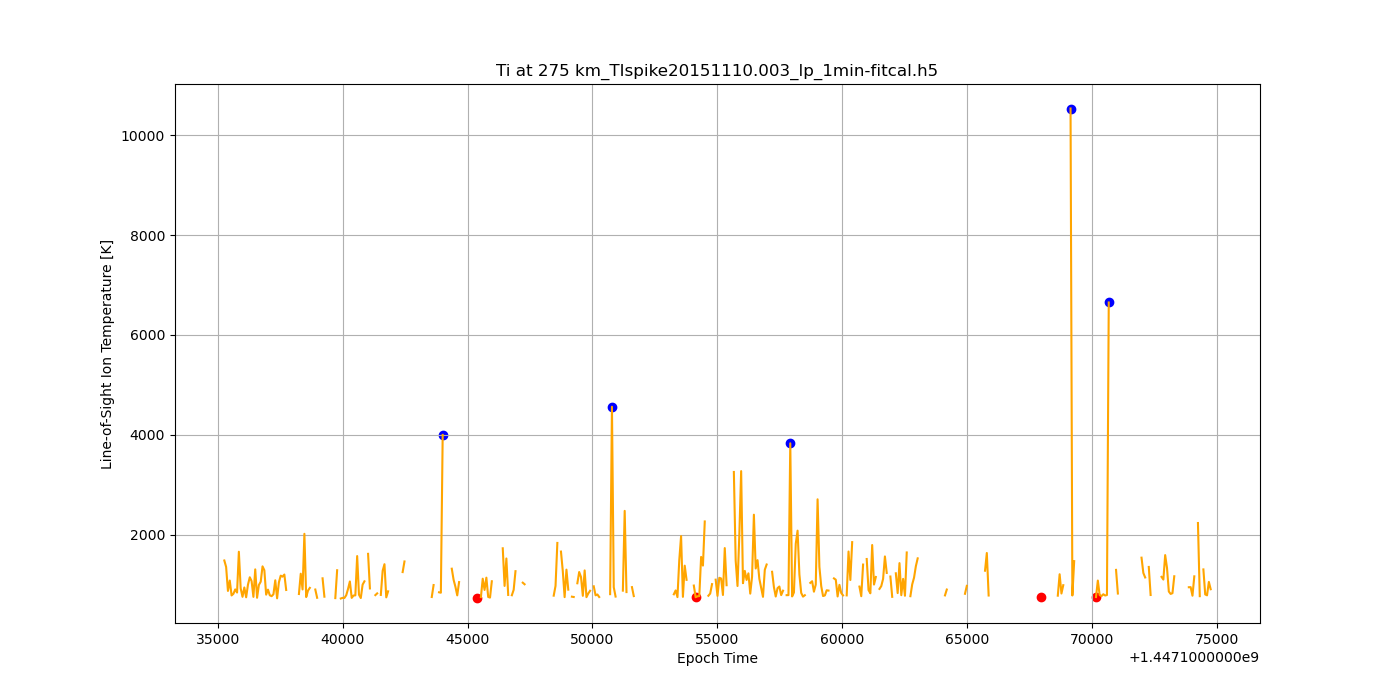 Ti at 275 km_TIspike20151110.003_lp_1min-fitcal.h5
Line-of-Sight Ion Temperature [K]
10000
8000
6000
4000
2000
35000 40000 45000 50000 55000 60000 65000 70000 75000
Epoch Time
+1.4471000000e9